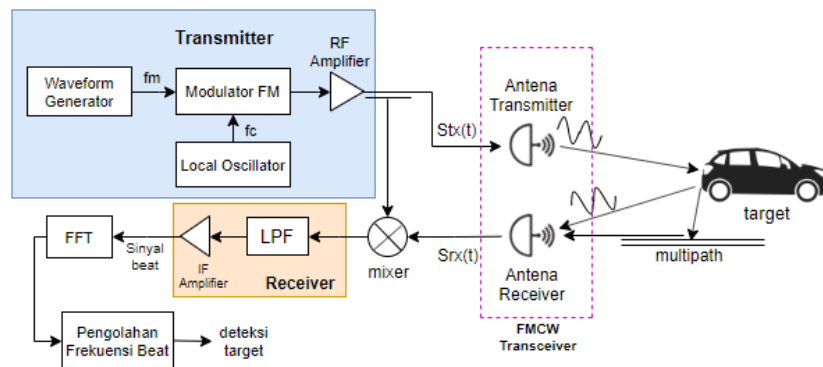 Transmitter
RF
Amplifier
Waveform
Generator
fm
Modulator FM
fc
Local Oscillator
Stx(t)
Antena
Transmitter
target
multipath
FFT
Sinyal
beat
IF
Amplifier
LPF
Receiver
mixer
Srx(t)
Antena
Receiver
FMCW
Transceiver
Pengolahan
Frekuensi Beat
deteksi
target